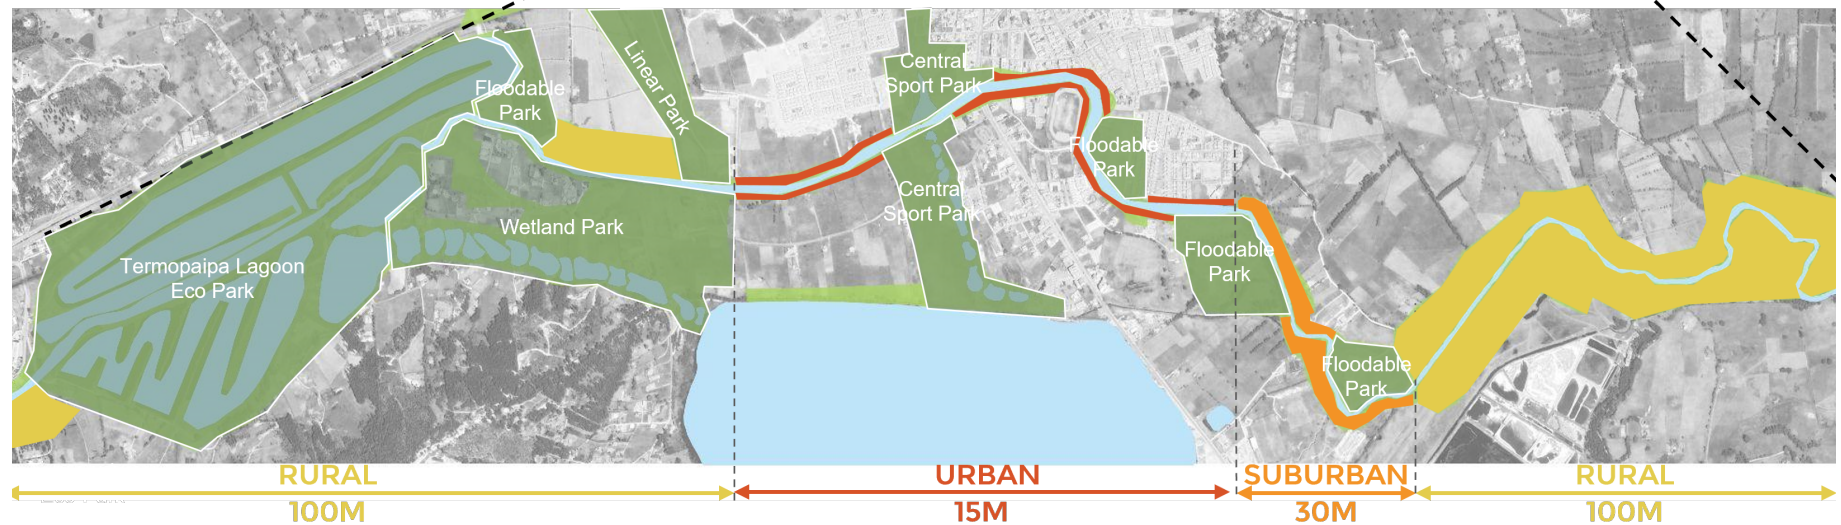 Linear Park
Central
Sport Park
Floodable
Park
Floodable
Park
Central
Sport Park
Wetland Park
Floodable
Park
Termopaipa Lagoon
Eco Park
Floodable
Park
RURAL
URBAN
SUBURBAN
RURAL
100M
15M
30M
100M